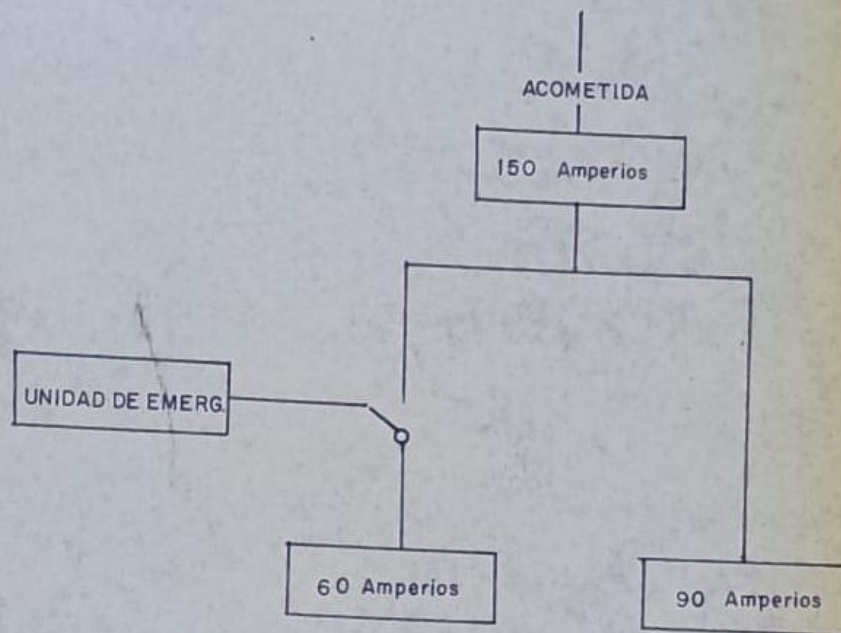 ACOMETIDA
150 Amperios
UNIDAD DE EMERG.
60 Amperios
90 Amperios